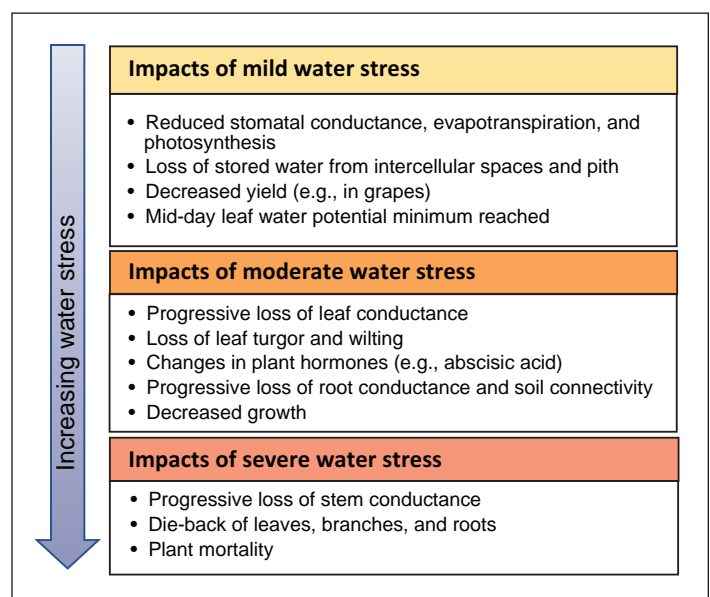 Increasing water stress
Impacts of mild water stress
• Reduced stomatal conductance, evapotranspiration, and
photosynthesis
• Loss of stored water from intercellular spaces and pith
• Decreased yield (e.g., in grapes)
• Mid-day leaf water potential minimum reached
Impacts of moderate water stress
• Progressive loss of leaf conductance
• Loss of leaf turgor and wilting
• Changes in plant hormones (e.g., abscisic acid)
• Progressive loss of root conductance and soil connectivity
• Decreased growth
Impacts of severe water stress
• Progressive loss of stem conductance
• Die-back of leaves, branches, and roots
• Plant mortality